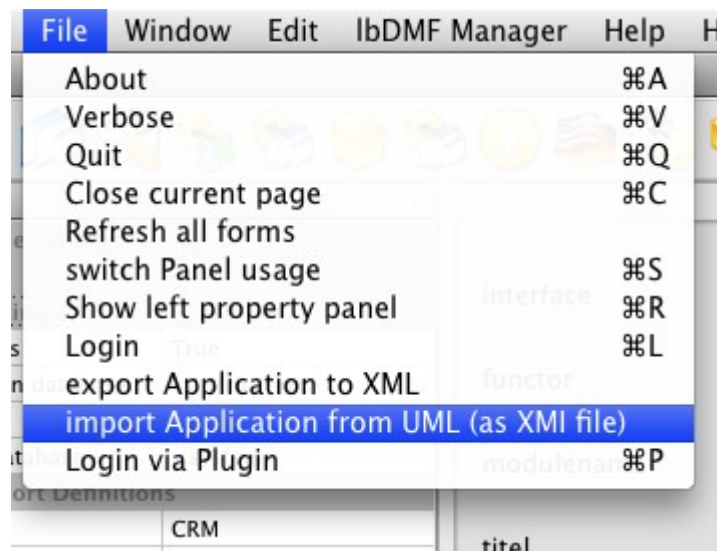 File Window Edit lbDMF Manager Help H
About ⌘A
Verbose ⌘V
Quit ⌘Q
Close current page ⌘C
Refresh all forms
switch Panel usage ⌘S
interface
Show left property panel ⌘R
Login ⌘L
True
export Application to XML
functor
import Application from UML (as XMI file)
Login via Plugin ⌘P
ort Definitions
CRM
titel